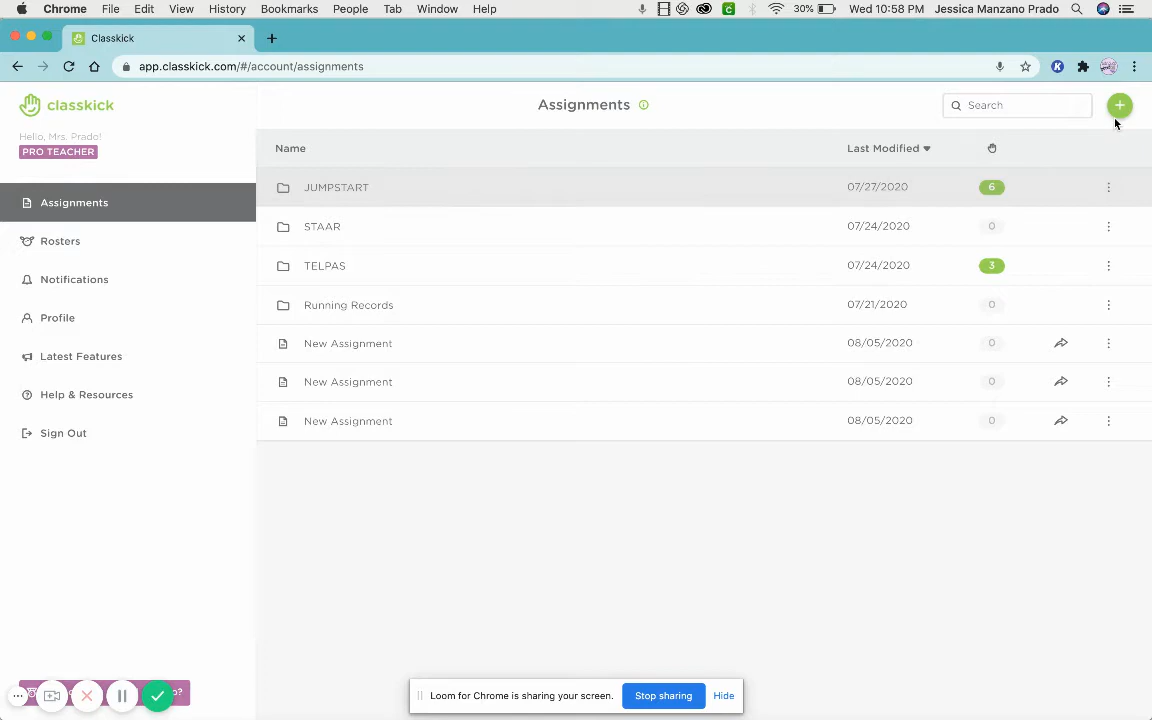 Chrome File Edit View History Bookmarks People Tab Window Help 30% Wed 10:58 PM Jessica Manzano Prado
Classkick
app.classkick.com/#/account/assignments
classkick
Hello, Mrs. Prado!
PRO TEACHER
Assignments
Rosters
Notifications
Profile
Latest Features
Help & Resources
Sign Out
Assignments
Search
Name Last Modified
JUMPSTART 07/27/2020 6
STAAR 07/24/2020 0
TELPAS 07/24/2020 3
Running Records 07/21/2020 0
New Assignment 08/05/2020 0
New Assignment 08/05/2020 0
New Assignment 08/05/2020 0
Loom for Chrome is sharing your screen. Stop sharing Hide